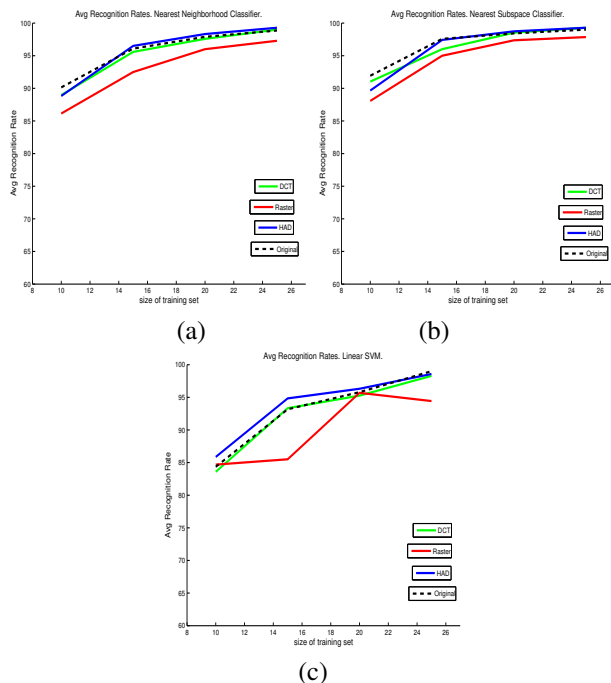 Avg Recognition Rates. Nearest Neighborhood Classifier.
100
95
90
85
80
75
70
65
60
8 10 12 14 16 18 20 22 24 26
Avg Recognition Rate
size of training set
DCT
Raster
HAD
Original
(a)
Avg Recognition Rates. Nearest Subspace Classifier.
100
95
90
85
80
75
70
65
60
8 10 12 14 16 18 20 22 24 26
Avg Recognition Rate
size of training set
DCT
Raster
HAD
Original
(b)
Avg Recognition Rates. Linear SVM.
100
95
90
85
80
75
70
65
60
8 10 12 14 16 18 20 22 24 26
Avg Recognition Rate
size of training set
DCT
Raster
HAD
Original
(c)